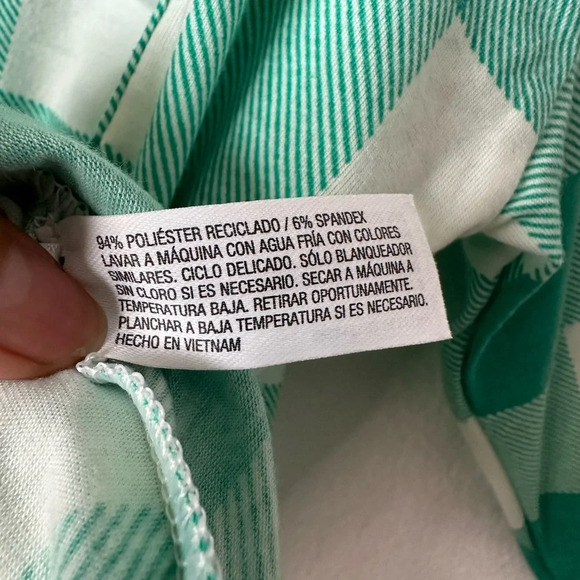 94% POLIÉSTER RECICLADO / 6% SPANDEX
LAVAR A MÁQUINA CON AGUA FRÍA CON COLORES
SIMILARES. CICLO DELICADO. SÓLO BLANQUEADOR
SIN CLORO SI ES NECESARIO. SECAR A MÁQUINA A
TEMPERATURA BAJA. RETIRAR OPORTUNAMENTE.
PLANCHAR A BAJA TEMPERATURA SI ES NECESARIO.
HECHO EN VIETNAM